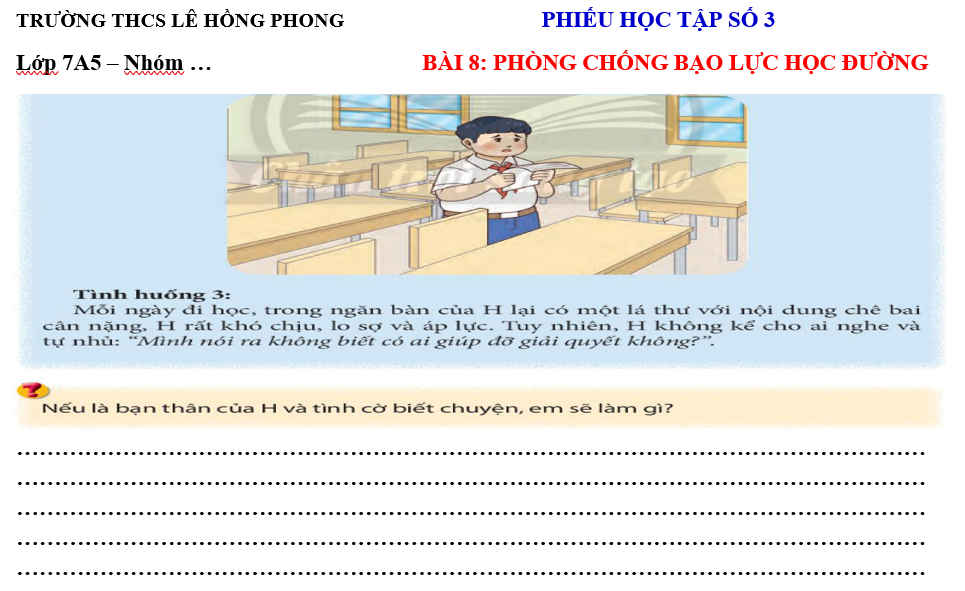 TRƯỜNG THCS LÊ HỒNG PHONG
PHIẾU HỌC TẬP SỐ 3
Lớp 7A5 – Nhóm …
BÀI 8: PHÒNG CHỐNG BẠO LỰC HỌC ĐƯỜNG
Chân trời sáng tạo
Tình huống 3:
Mỗi ngày đi học, trong ngăn bàn của H lại có một lá thư với nội dung chê bai
cân nặng, H rất khó chịu, lo sợ và áp lực. Tuy nhiên, H không kể cho ai nghe và
tự nhủ: “Mình nói ra không biết có ai giúp đỡ giải quyết không?”.
?
Nếu là bạn thân của H và tình cờ biết chuyện, em sẽ làm gì?